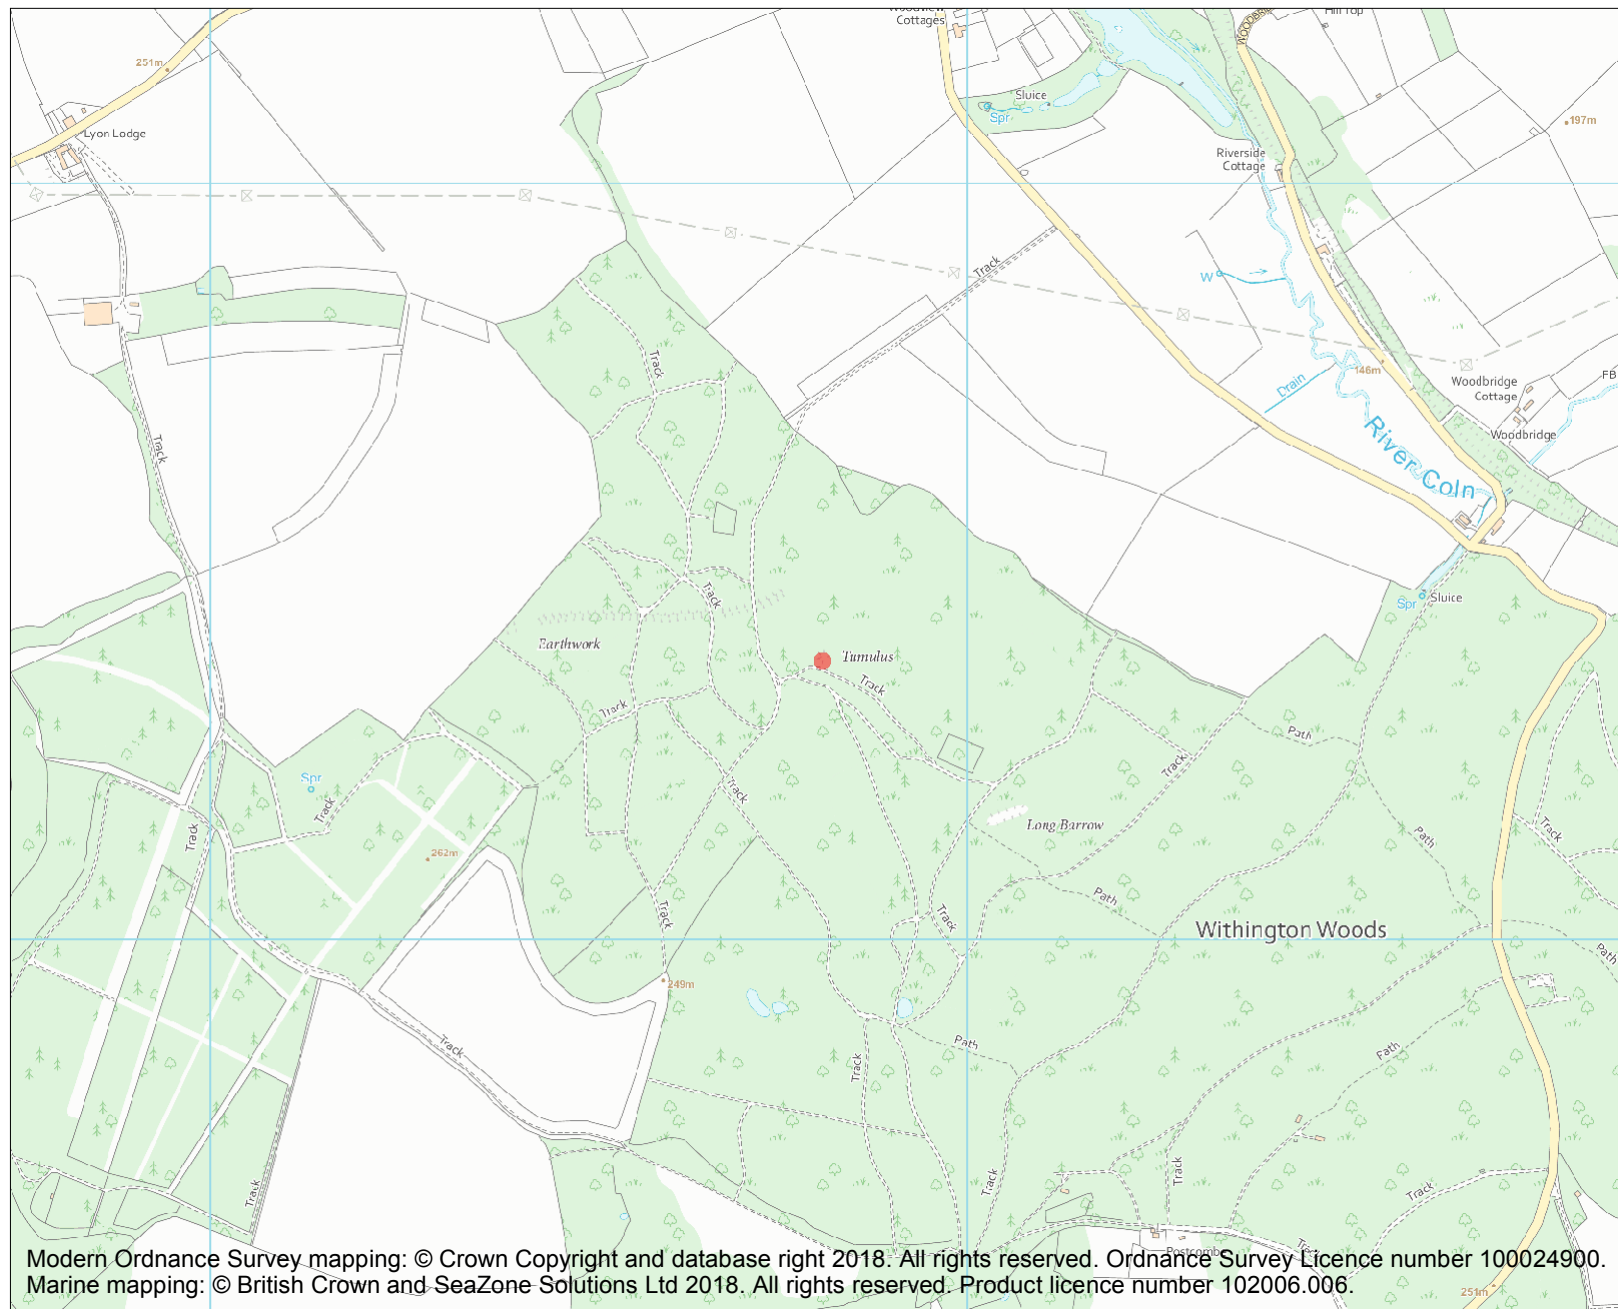 Cottages
251m
Hill Top
WOODBRI
Sluice
Spr
197m
Lyon Lodge
Riverside
Cottage
Track
W
Track
146m
Drain
Woodbridge
Cottage
FB
Woodbridge
River Coln
Track
Track
Spr
Sluice
Earthwork
Tumulus
Track
Track
Path
Track
Spr
Track
Track
Track
Long Barrow
Track
Path
262m
Path
Track
Track
Withington Woods
Path
249m
Track
Path
Path
Track
Track
Track
Track
Track
Postcombe
Track
Modern Ordnance Survey mapping: © Crown Copyright and database right 2018. All rights reserved. Ordnance Survey Licence number 100024900.
Marine mapping: © British Crown and SeaZone Solutions Ltd 2018. All rights reserved. Product licence number 102006.006.
251m